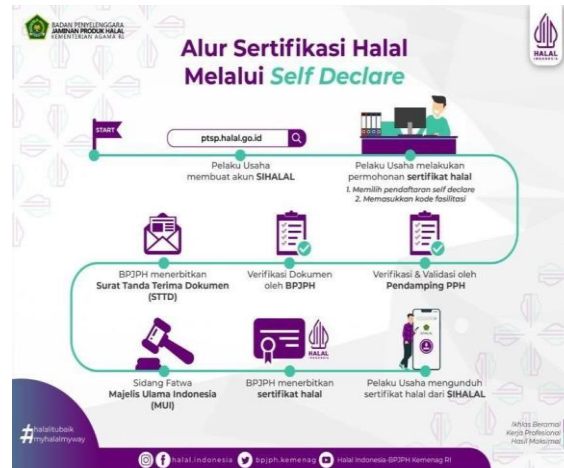 BADAN PENYELENGGARA
JAMINAN PRODUK HALAL
KEMENTERIAN AGAMA RI
HALAL
INDONESIA
Alur Sertifikasi Halal
Melalui Self Declare
START
ptsp.halal.go.id
Pelaku Usaha
membuat akun SIHALAL
Pelaku Usaha melakukan
permohonan sertifikat halal
1. Memilih pendaftaran self declare
2. Memasukkan kode fasilitasi
BPJPH menerbitkan
Surat Tanda Terima Dokumen
(STTD)
Verifikasi Dokumen
oleh BPJPH
Verifikasi & Validasi oleh
Pendamping PPH
Sidang Fatwa
Majelis Ulama Indonesia
(MUI)
HALAL
INDONESIA
BPJPH menerbitkan
sertifikat halal
Pelaku Usaha mengunduh
sertifikat halal dari SIHALAL
#halalitubaik
#myhalalmyway
halal.indonesia bpjph.kemenag Halal Indonesia-BPJPH Kemenag RI
Ikhlas Beramal
Kerja Profesional
Hasil Maksimal